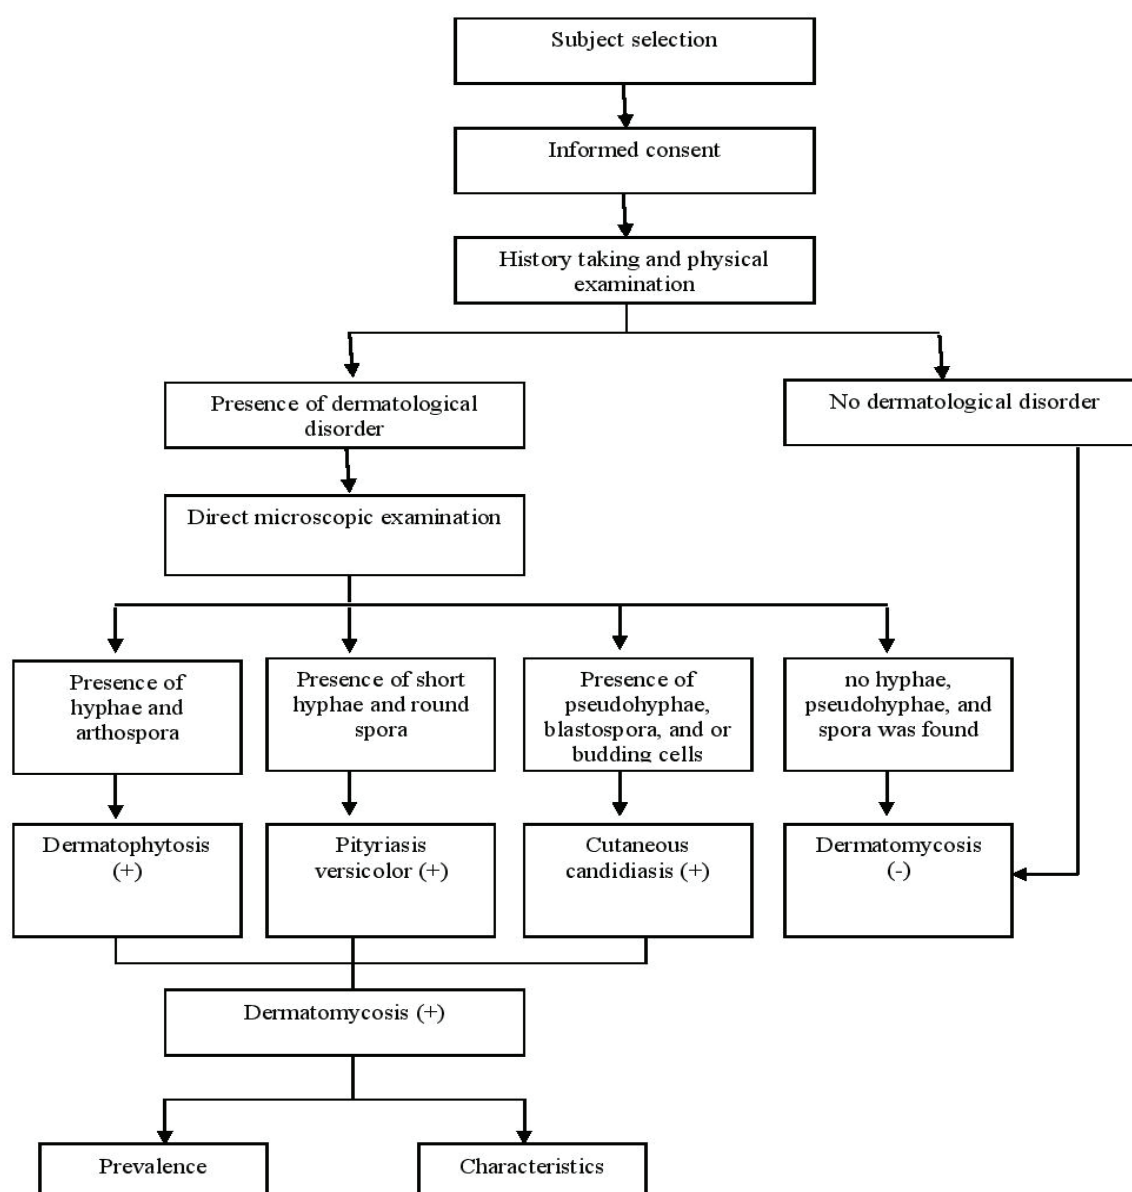 Subject selection
Informed consent
History taking and physical
examination
Presence of dermatological
disorder
No dermatological disorder
Direct microscopic examination
Presence of
hyphae and
arthospora
Presence of short
hyphae and round
spora
Presence of
pseudohyphae,
blastospora, and or
budding cells
no hyphae,
pseudohyphae, and
spora was found
Dermatophytosis
(+)
Pityriasis
versicolor (+)
Cutaneous
candidiasis (+)
Dermatomycosis
(-)
Dermatomycosis (+)
Prevalence
Characteristics